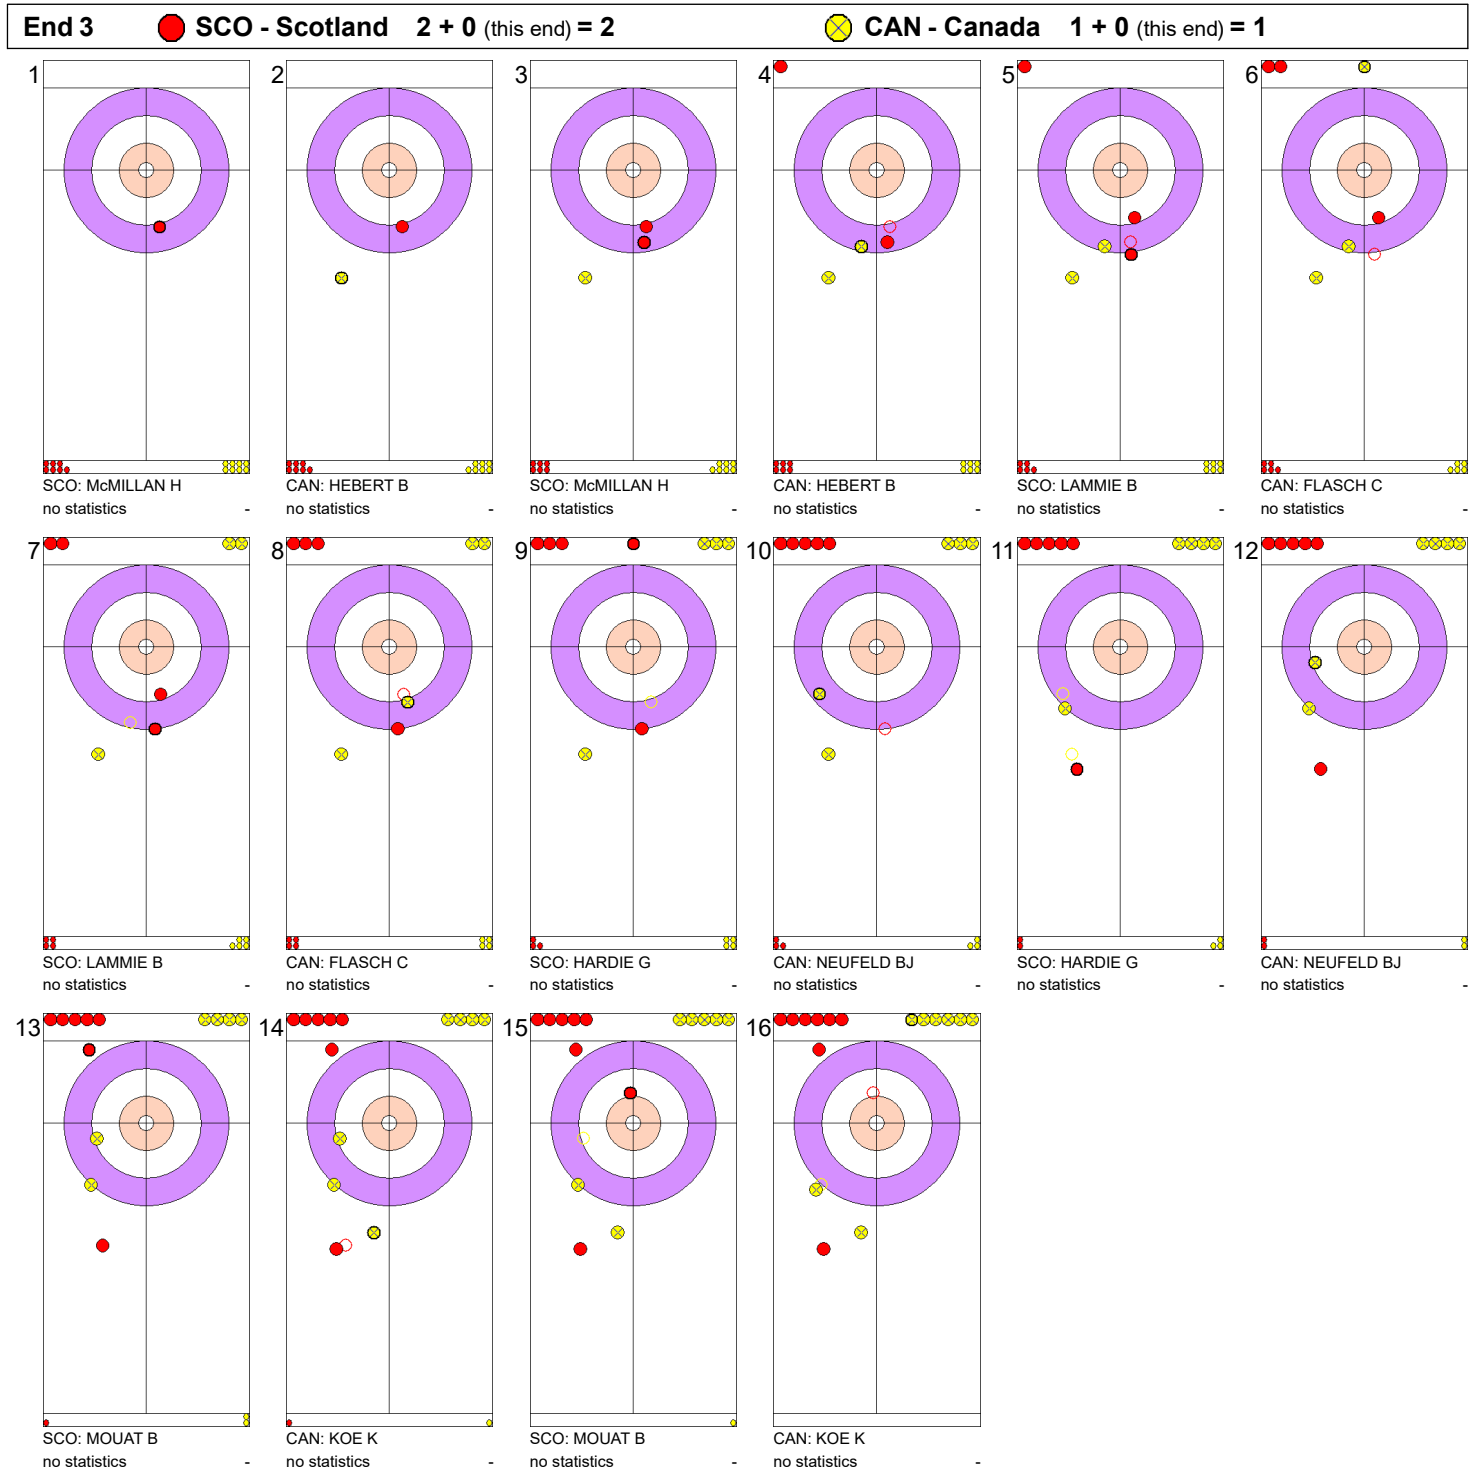 End 3 SCO - Scotland 2 + 0 (this end) = 2 CAN - Canada 1 + 0 (this end) = 1
1 2 3 4 5 6
SCO: McMILLAN H CAN: HEBERT B SCO: McMILLAN H CAN: HEBERT B SCO: LAMMIE B CAN: FLASCH C
no statistics - no statistics - no statistics - no statistics - no statistics - no statistics -
7 8 9 10 11 12
SCO: LAMMIE B CAN: FLASCH C SCO: HARDIE G CAN: NEUFELD BJ SCO: HARDIE G CAN: NEUFELD BJ
no statistics - no statistics - no statistics - no statistics - no statistics - no statistics -
13 14 15 16
SCO: MOUAT B CAN: KOE K SCO: MOUAT B CAN: KOE K
no statistics - no statistics - no statistics - no statistics -